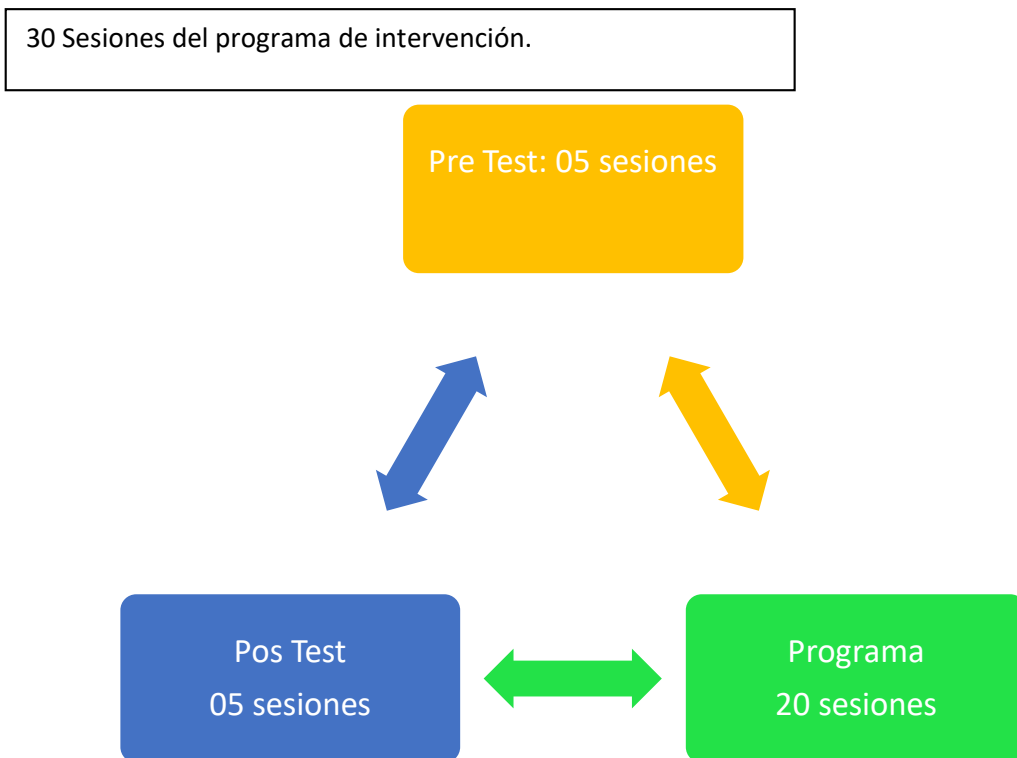 30 Sesiones del programa de intervención.
Pre Test: 05 sesiones
Pos Test
05 sesiones
Programa
20 sesiones